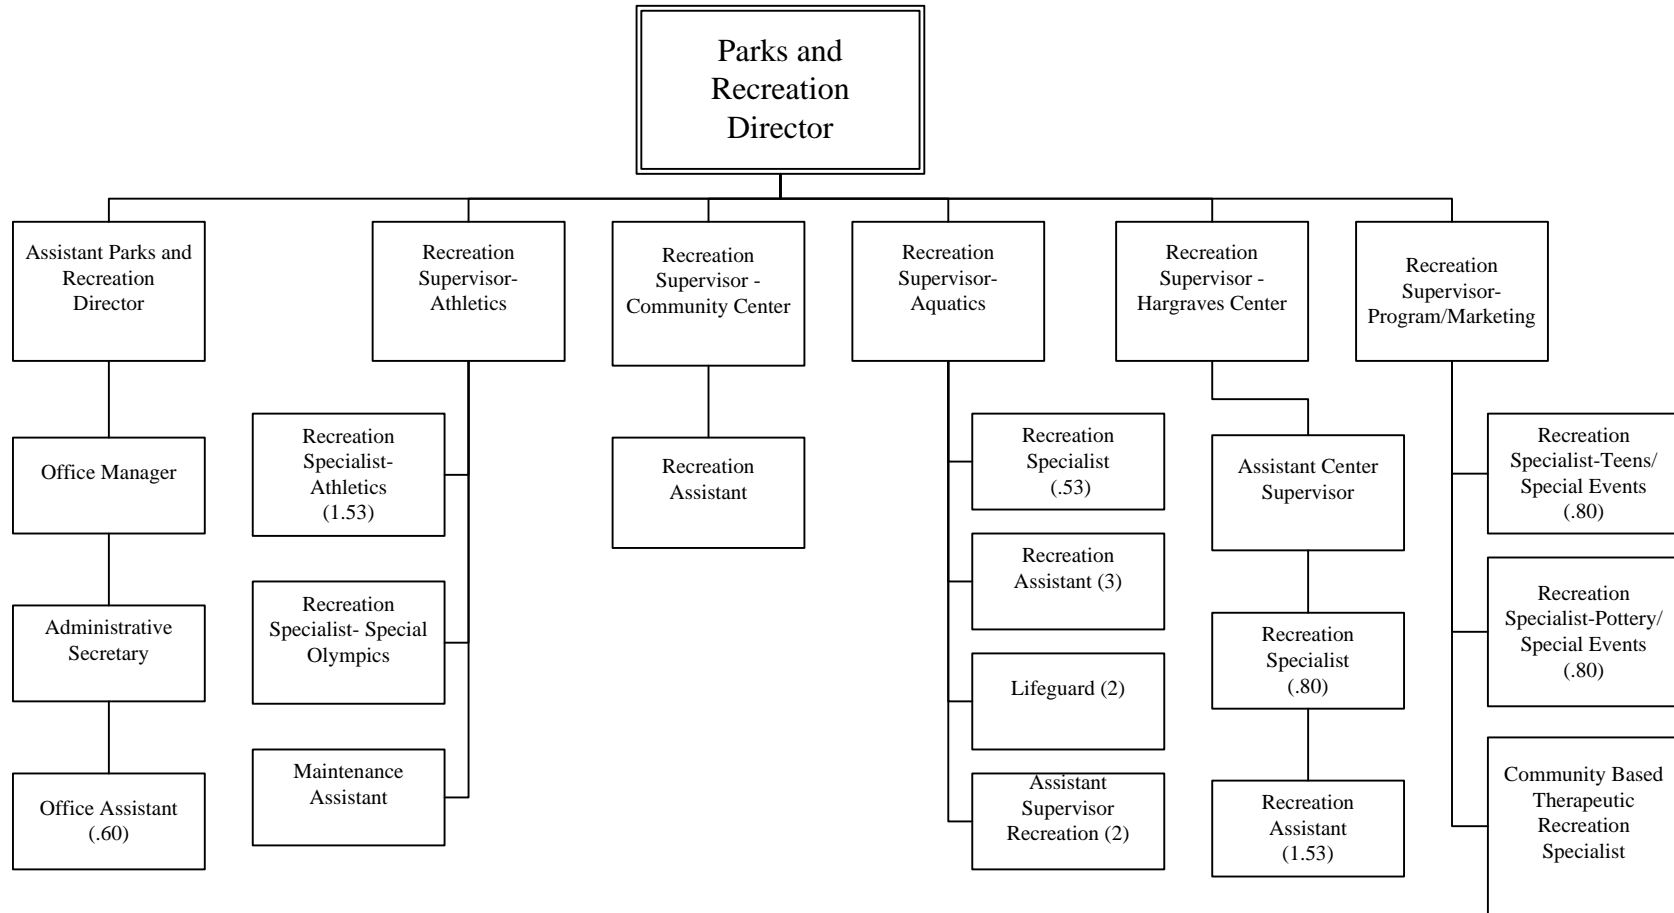 Parks and
Recreation
Director
Assistant Parks and
Recreation
Director
Recreation
Supervisor-
Athletics
Recreation
Supervisor -
Community Center
Recreation
Supervisor-
Aquatics
Recreation
Supervisor -
Hargraves Center
Recreation
Supervisor-
Program/Marketing
Office Manager
Administrative
Secretary
Office Assistant
(.60)
Recreation
Specialist-
Athletics
(1.53)
Recreation
Specialist- Special
Olympics
Maintenance
Assistant
Recreation
Assistant
Recreation
Specialist
(.53)
Recreation
Assistant (3)
Lifeguard (2)
Assistant
Supervisor
Recreation (2)
Assistant Center
Supervisor
Recreation
Specialist
(.80)
Recreation
Assistant
(1.53)
Recreation
Specialist-Teens/
Special Events
(.80)
Recreation
Specialist-Pottery/
Special Events
(.80)
Community Based
Therapeutic
Recreation
Specialist